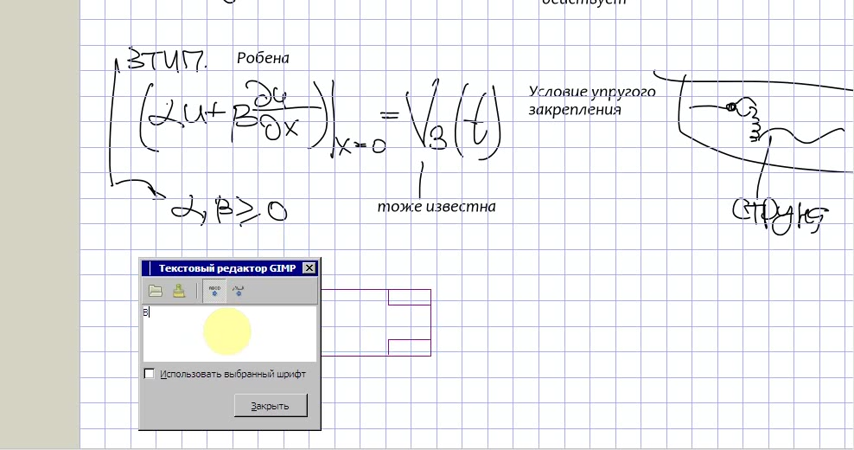 действует
3 ТИП. Робена
(αu + β ∂u/∂x)|x=0 = V3(t)
Условие упругого
закрепления
α, β ≥ 0
тоже известна
струна
Текстовый редактор GIMP
В
Использовать выбранный шрифт
Закрыть